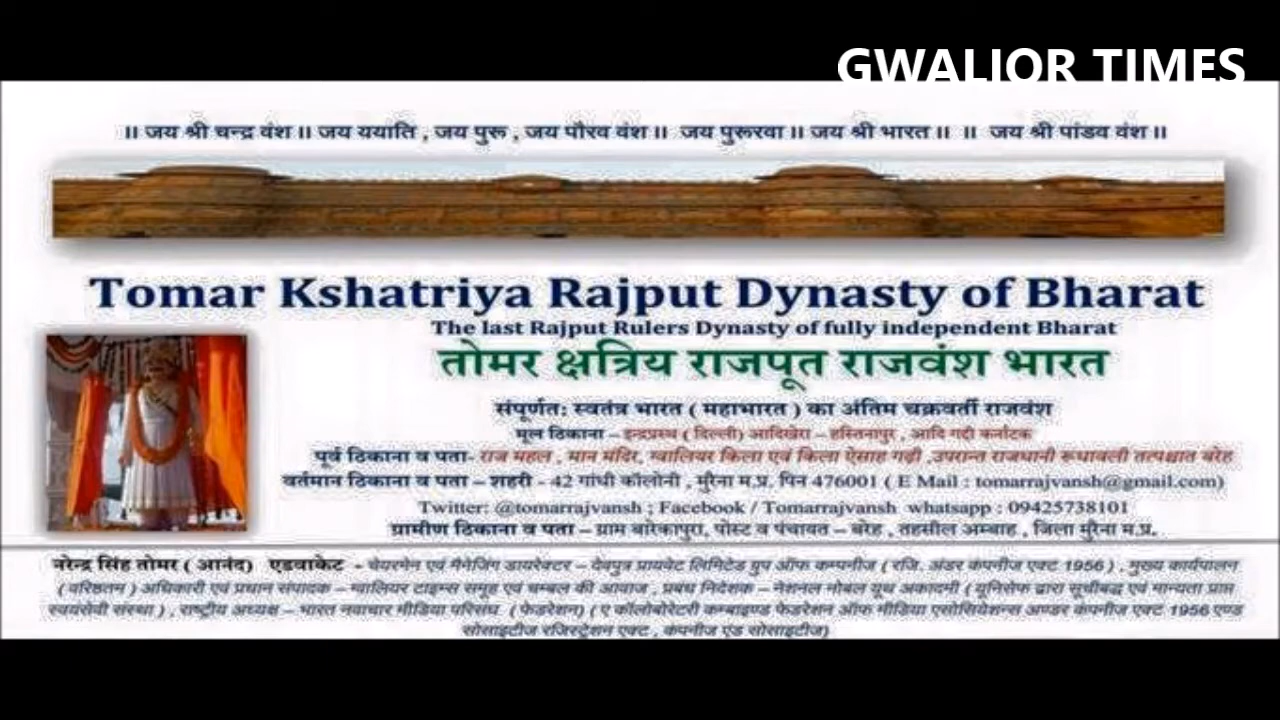 GWALIOR TIMES
॥ जय श्री चन्द्र वंश ॥ जय ययाति , जय पुरू , जय पौरव वंश ॥ जय पुरूरवा ॥ जय श्री भारत ॥ ॥ जय श्री पांडव वंश ॥
Tomar Kshatriya Rajput Dynasty of Bharat
The last Rajput Rulers Dynasty of fully independent Bharat
तोमर क्षत्रिय राजपूत राजवंश भारत
संपूर्णत: स्वतंत्र भारत ( महाभारत ) का अंतिम चक्रवर्ती राजवंश
मूल ठिकाना – इन्द्रप्रस्थ ( दिल्ली) आदिखेरा – हस्तिनापुर , आदि गद्दी कर्नाटक
पूर्व ठिकाना व पता- राज महल , मान मंदिर, ग्वालियर किला एवं किला ऐसाह गढ़ी ,उपरान्त राजधानी रूधावली तत्पश्चात बरेह
वर्तमान ठिकाना व पता – शहरी - 42 गांधी कॉलोनी , मुरैना म.प्र. पिन 476001 ( E Mail : tomarrajvansh@gmail.com)
Twitter: @tomarrajvansh ; Facebook / Tomarrajvansh whatsapp : 09425738101
ग्रामीण ठिकाना व पता – ग्राम बारेकापुरा, पोस्ट व पंचायत – बरेह , तहसील अम्बाह , जिला मुरैना म.प्र.
नरेन्द्र सिंह तोमर ( आनंद) एडवोकेट - चेयरमेन एवं मैनेजिंग डायरेक्टर – देवपुत्र प्रायवेट लिमिटेड ग्रुप ऑफ कम्पनीज ( रजि. अंडर कंपनीज एक्ट 1956 ) , मुख्य कार्यपालन
( वरिष्ठतम ) अधिकारी एवं प्रधान संपादक – ग्वालियर टाइम्स समूह एवं चम्बल की आवाज , प्रबंध निदेशक – नेशनल नोबल यूथ अकादमी ( यूनिसेफ द्वारा सूचीबद्ध एवं मान्यता प्राप्त
स्वयंसेवी संस्था ) , राष्ट्रीय अध्यक्ष – भारत नवाचार मीडिया परिसंघ ( फेडरेशन) ( ए कॉलोबोरेटरी कम्बाइण्ड फेडरेशन ऑफ मीडिया एसोसियेशन्स अण्डर कंपनीज एक्ट 1956 एण्ड
सोसाइटीज रजिस्ट्रेशन एक्ट , कंपनीज एंड सोसाइटीज)